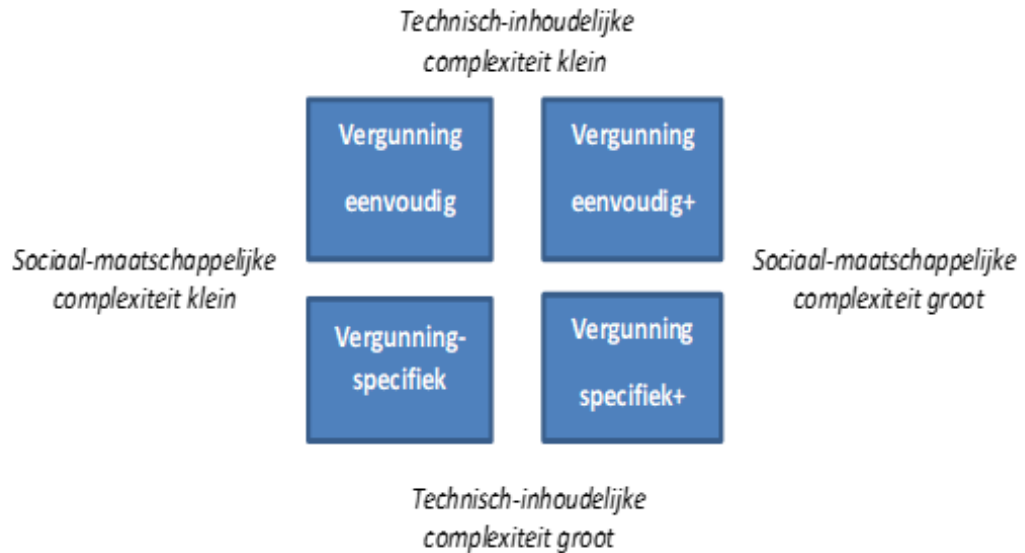 Technisch-inhoudelijke
complexiteit klein
Vergunning
eenvoudig
Vergunning
eenvoudig+
Sociaal-maatschappelijke
complexiteit klein
Sociaal-maatschappelijke
complexiteit groot
Vergunning-
specifiek
Vergunning
specifiek+
Technisch-inhoudelijke
complexiteit groot